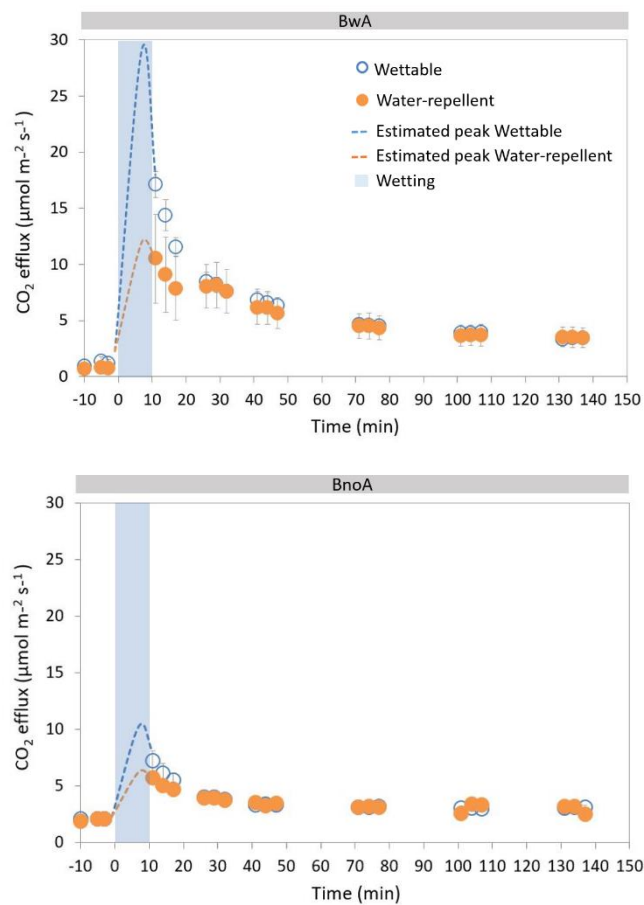 BwA
30
25
20
15
10
5
0
CO₂ efflux (µmol m⁻² s⁻¹)
Wettable
Water-repellent
Estimated peak Wettable
Estimated peak Water-repellent
Wetting
-10 0 10 20 30 40 50 60 70 80 90 100 110 120 130 140 150
Time (min)
BnoA
30
25
20
15
10
5
0
CO₂ efflux (µmol m⁻² s⁻¹)
-10 0 10 20 30 40 50 60 70 80 90 100 110 120 130 140 150
Time (min)